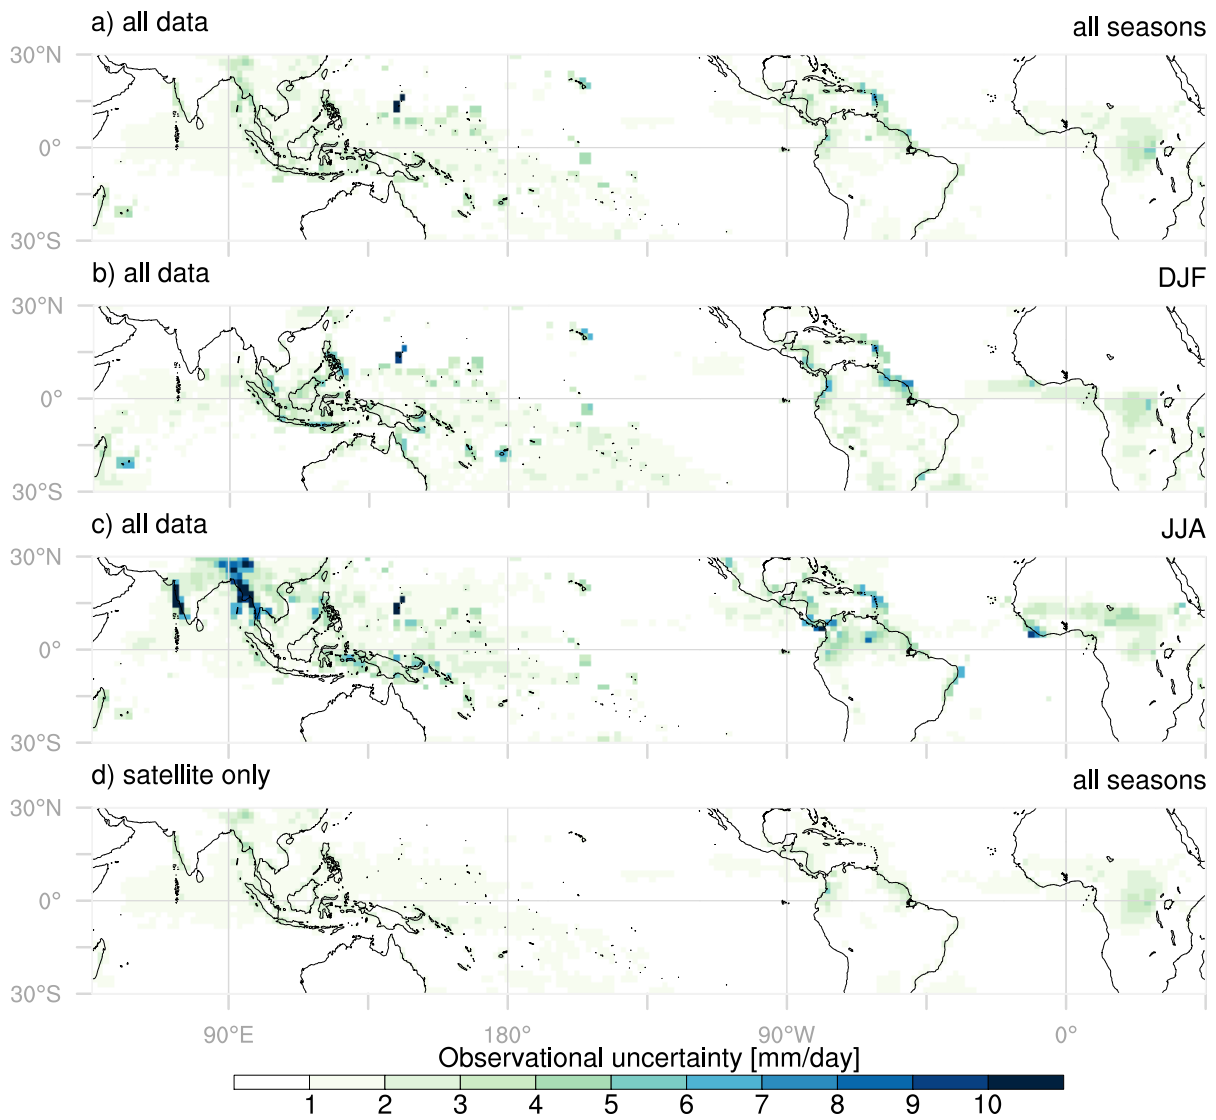 a) all data all seasons
30°N
0°
30°S
b) all data DJF
30°N
0°
30°S
c) all data JJA
30°N
0°
30°S
d) satellite only all seasons
30°N
0°
30°S
90°E 180° 90°W 0°
Observational uncertainty [mm/day]
1 2 3 4 5 6 7 8 9 10